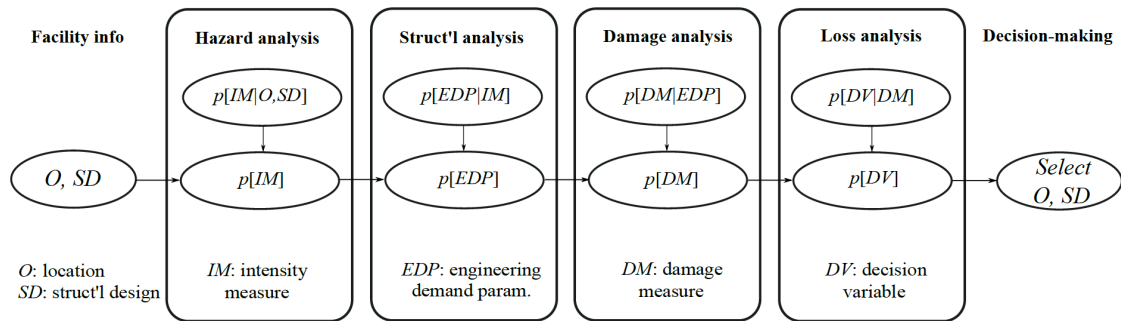 Facility info
Hazard analysis
Struct'l analysis
Damage analysis
Loss analysis
Decision-making
p[IM|O,SD]
p[EDP|IM]
p[DM|EDP]
p[DV|DM]
O, SD
p[IM]
p[EDP]
p[DM]
p[DV]
Select
O, SD
O: location
SD: struct'l design
IM: intensity
measure
EDP: engineering
demand param.
DM: damage
measure
DV: decision
variable